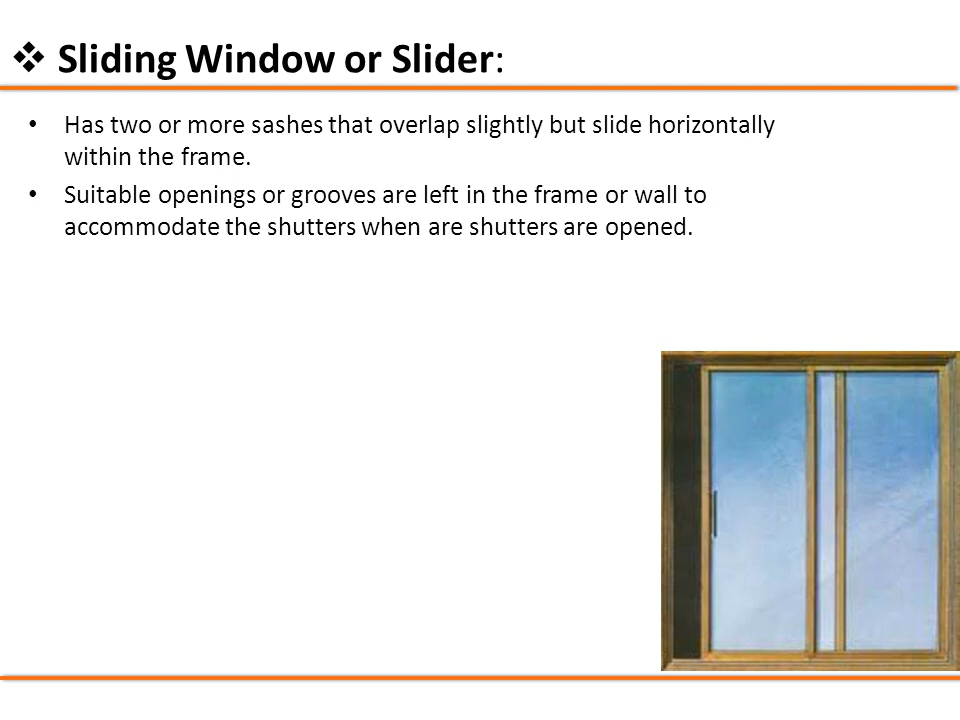 ❖ Sliding Window or Slider:
• Has two or more sashes that overlap slightly but slide horizontally
within the frame.
• Suitable openings or grooves are left in the frame or wall to
accommodate the shutters when are shutters are opened.